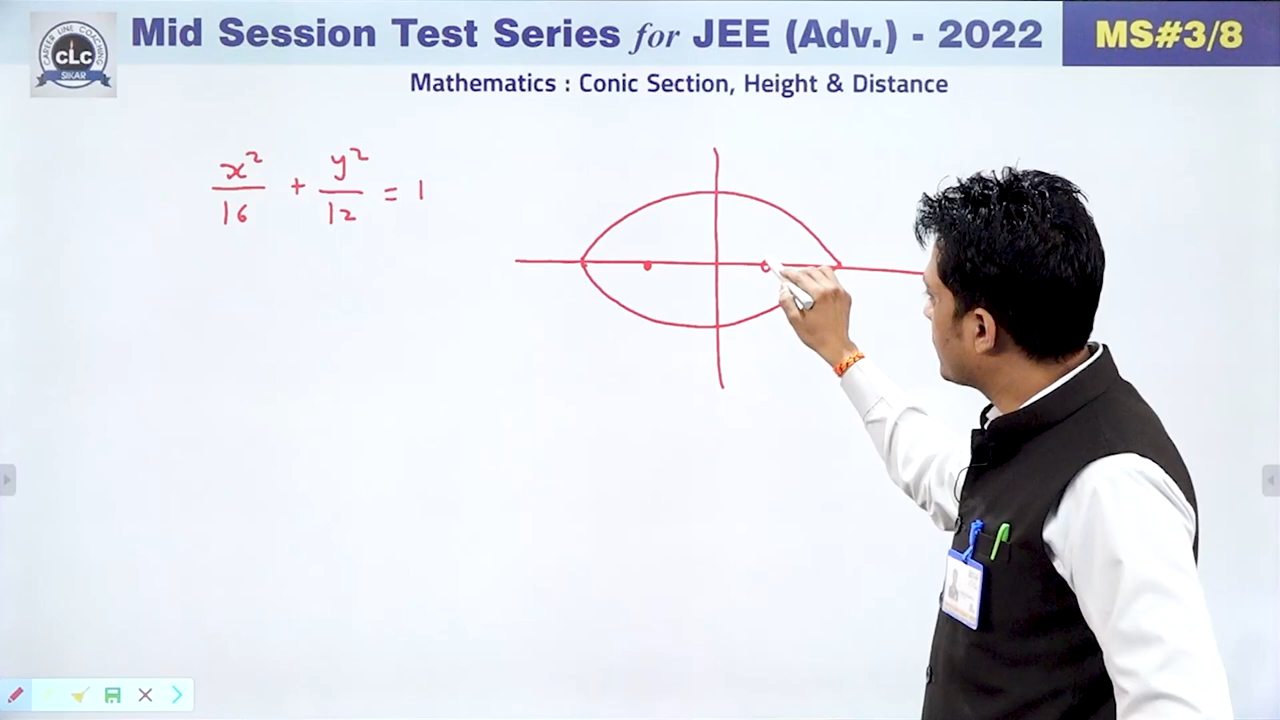 Mid Session Test Series for JEE (Adv.) - 2022
MS#3/8
CAREER LINE COACHING
CLC
SIKAR
Mathematics : Conic Section, Height & Distance
x²/16 + y²/12 = 1